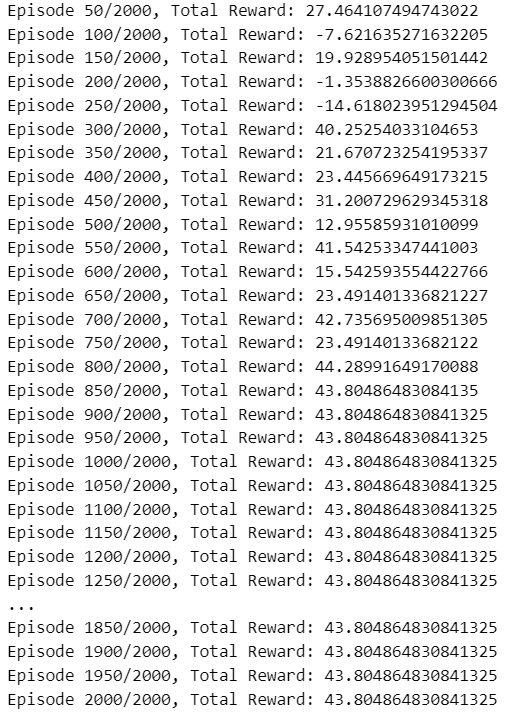 Episode 50/2000, Total Reward: 27.464107494743022
Episode 100/2000, Total Reward: -7.621635271632205
Episode 150/2000, Total Reward: 19.928954051501442
Episode 200/2000, Total Reward: -1.3538826600300666
Episode 250/2000, Total Reward: -14.618023951294504
Episode 300/2000, Total Reward: 40.25254033104653
Episode 350/2000, Total Reward: 21.670723254195337
Episode 400/2000, Total Reward: 23.445669649173215
Episode 450/2000, Total Reward: 31.200729629345318
Episode 500/2000, Total Reward: 12.95585931010099
Episode 550/2000, Total Reward: 41.54253347441003
Episode 600/2000, Total Reward: 15.542593554422766
Episode 650/2000, Total Reward: 23.491401336821227
Episode 700/2000, Total Reward: 42.735695009851305
Episode 750/2000, Total Reward: 23.49140133682122
Episode 800/2000, Total Reward: 44.28991649170088
Episode 850/2000, Total Reward: 43.80486483084135
Episode 900/2000, Total Reward: 43.804864830841325
Episode 950/2000, Total Reward: 43.804864830841325
Episode 1000/2000, Total Reward: 43.804864830841325
Episode 1050/2000, Total Reward: 43.804864830841325
Episode 1100/2000, Total Reward: 43.804864830841325
Episode 1150/2000, Total Reward: 43.804864830841325
Episode 1200/2000, Total Reward: 43.804864830841325
Episode 1250/2000, Total Reward: 43.804864830841325
...
Episode 1850/2000, Total Reward: 43.804864830841325
Episode 1900/2000, Total Reward: 43.804864830841325
Episode 1950/2000, Total Reward: 43.804864830841325
Episode 2000/2000, Total Reward: 43.804864830841325